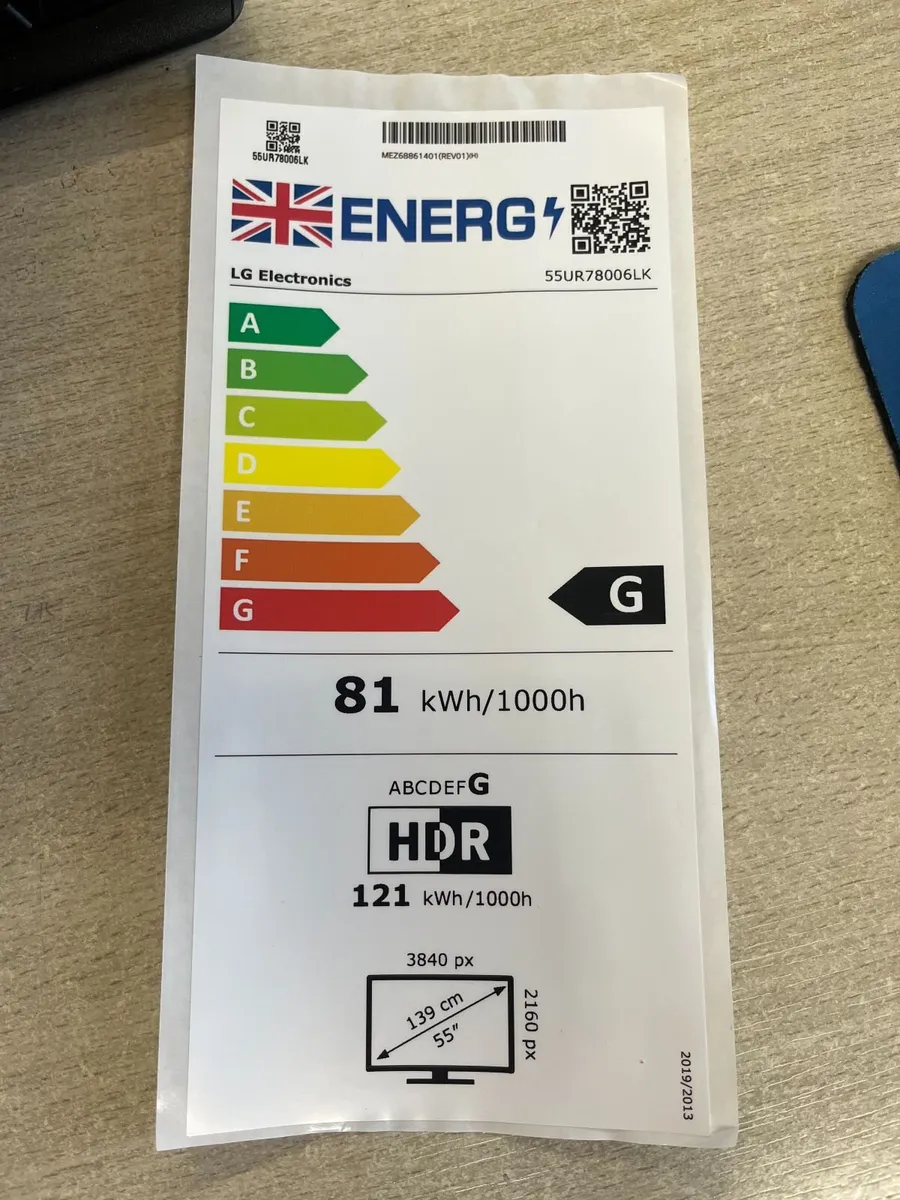 55UR78006LK
MEZ68861401(REV01)(H)
ENERG
LG Electronics
55UR78006LK
A
B
C
D
E
F
G
G
81 kWh/1000h
ABCDEFG
HDR
121 kWh/1000h
3840 px
139 cm
55"
2160 px
2019/2013